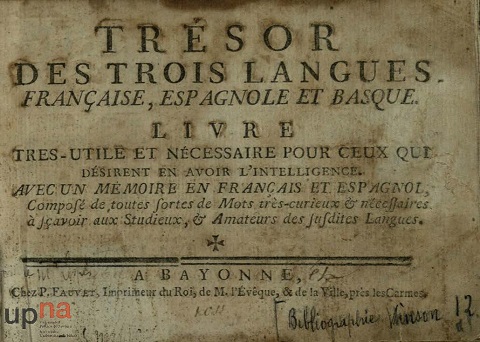 TRÉSOR
DES TROIS LANGUES.
FRANÇAISE, ESPAGNOLE ET BASQUE.
LIVRE
TRES-UTILE ET NÉCESSAIRE POUR CEUX QUI
DÉSIRENT EN AVOIR L'INTELLIGENCE.
AVEC UN MÉMOIRE EN FRANÇAIS ET ESPAGNOL,
Composé de toutes sortes de Mots très-curieux & nécessaires
à sçavoir aux Studieux, & Amateurs des susdites Langues.
A BAYONNE,
Chez P. FAUVET, Imprimeur du Roi, de M. l'Évêque, & de la Ville, près les Carmes.
upna
[Bibliographie Vinson 12